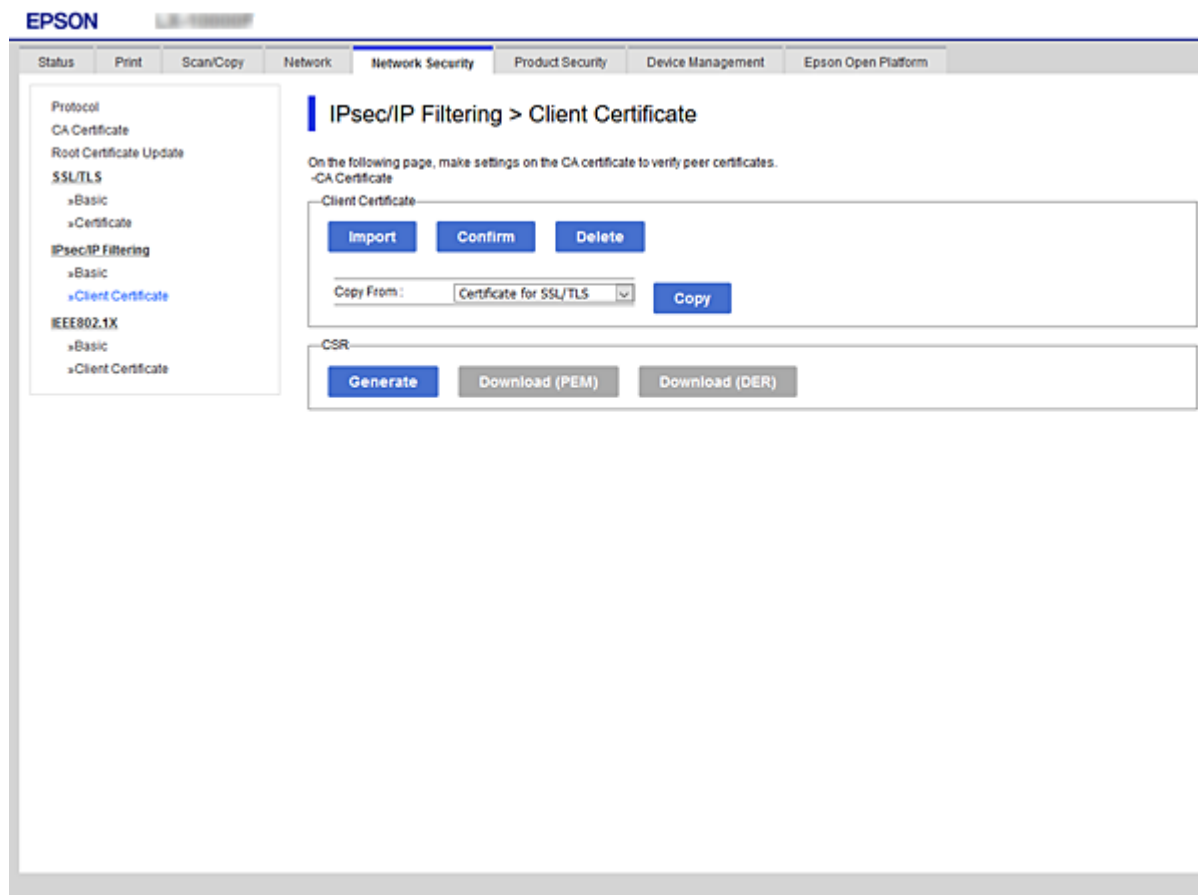 EPSON
Status Print Scan/Copy Network Network Security Product Security Device Management Epson Open Platform
Protocol
CA Certificate
Root Certificate Update
SSL/TLS
»Basic
»Certificate
IPsec/IP Filtering
»Basic
»Client Certificate
IEEE802.1X
»Basic
»Client Certificate
IPsec/IP Filtering > Client Certificate
On the following page, make settings on the CA certificate to verify peer certificates.
-CA Certificate
Client Certificate
Import Confirm Delete
Copy From : Certificate for SSL/TLS Copy
CSR
Generate Download (PEM) Download (DER)